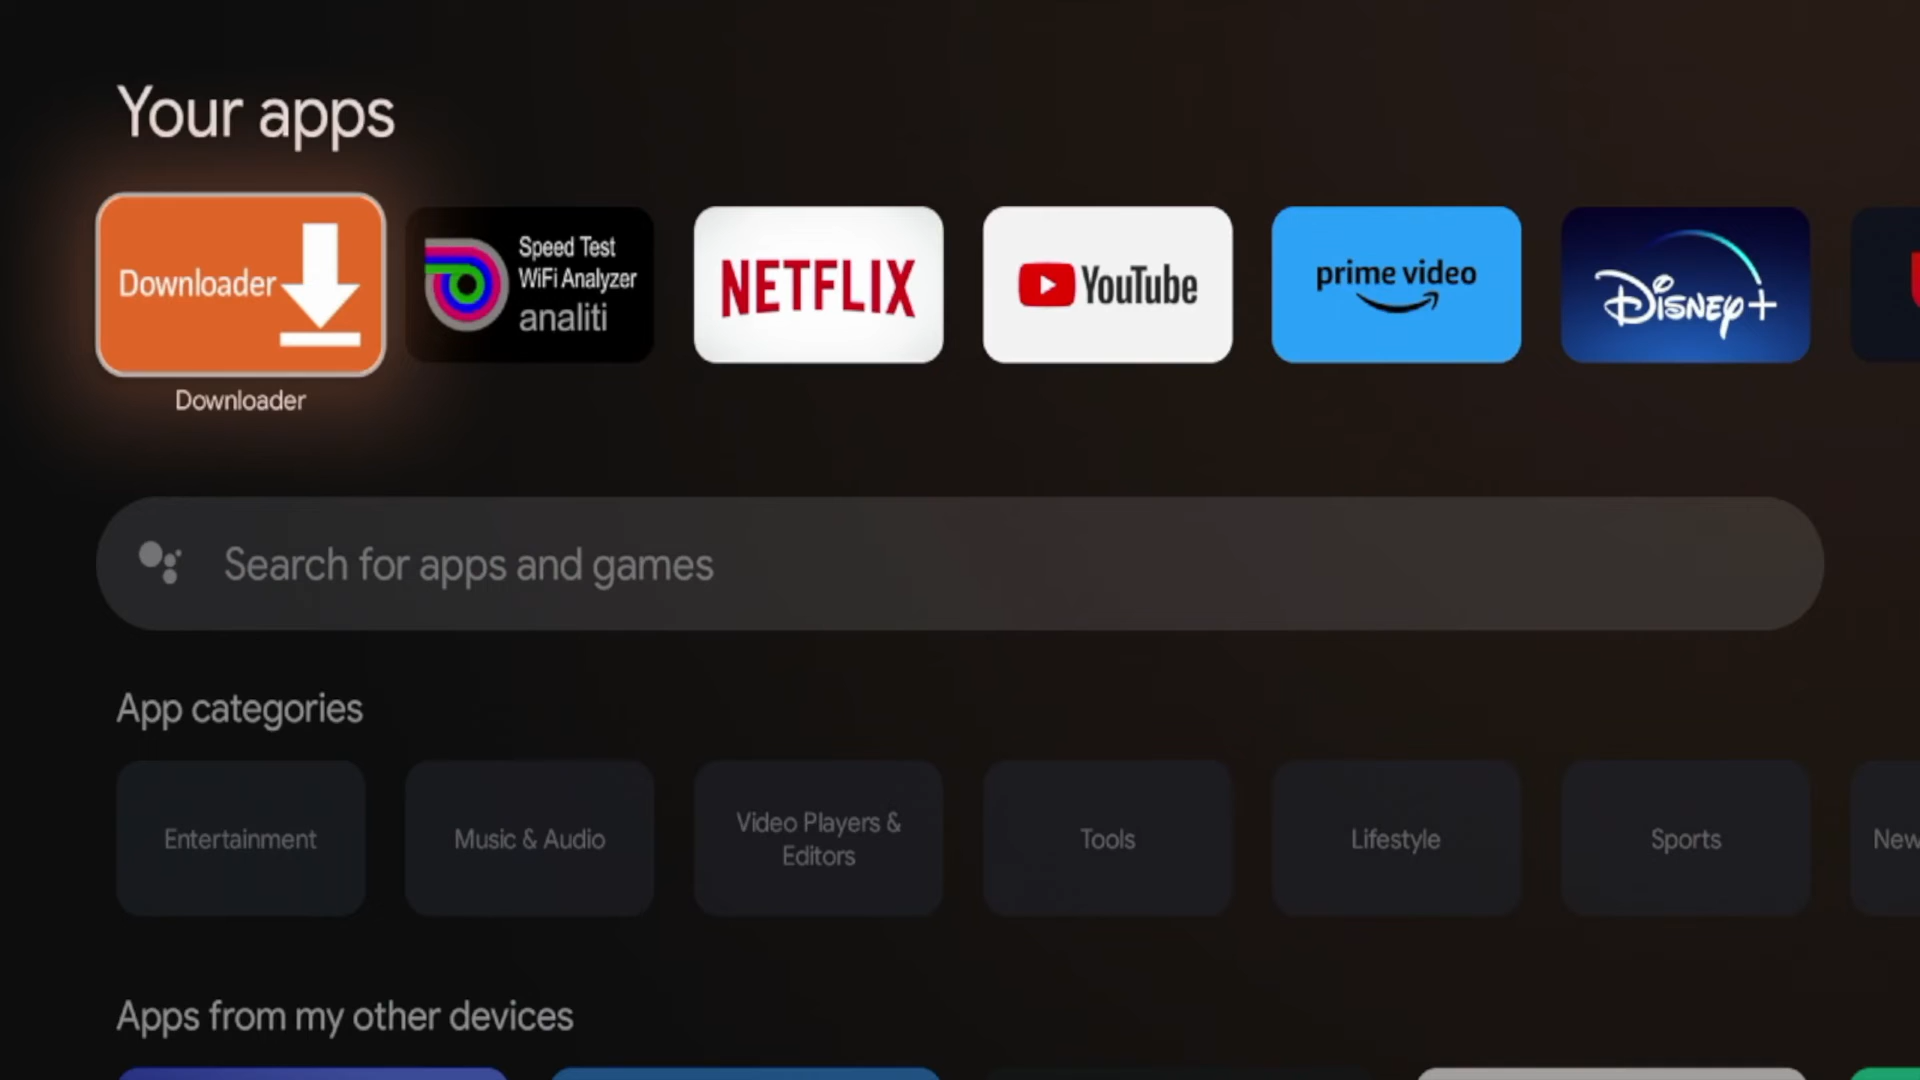 Your apps
Downloader
Speed Test
WiFi Analyzer
analiti
NETFLIX
YouTube
prime video
Disney+
Downloader
Search for apps and games
App categories
Entertainment
Music & Audio
Video Players &
Editors
Tools
Lifestyle
Sports
Apps from my other devices